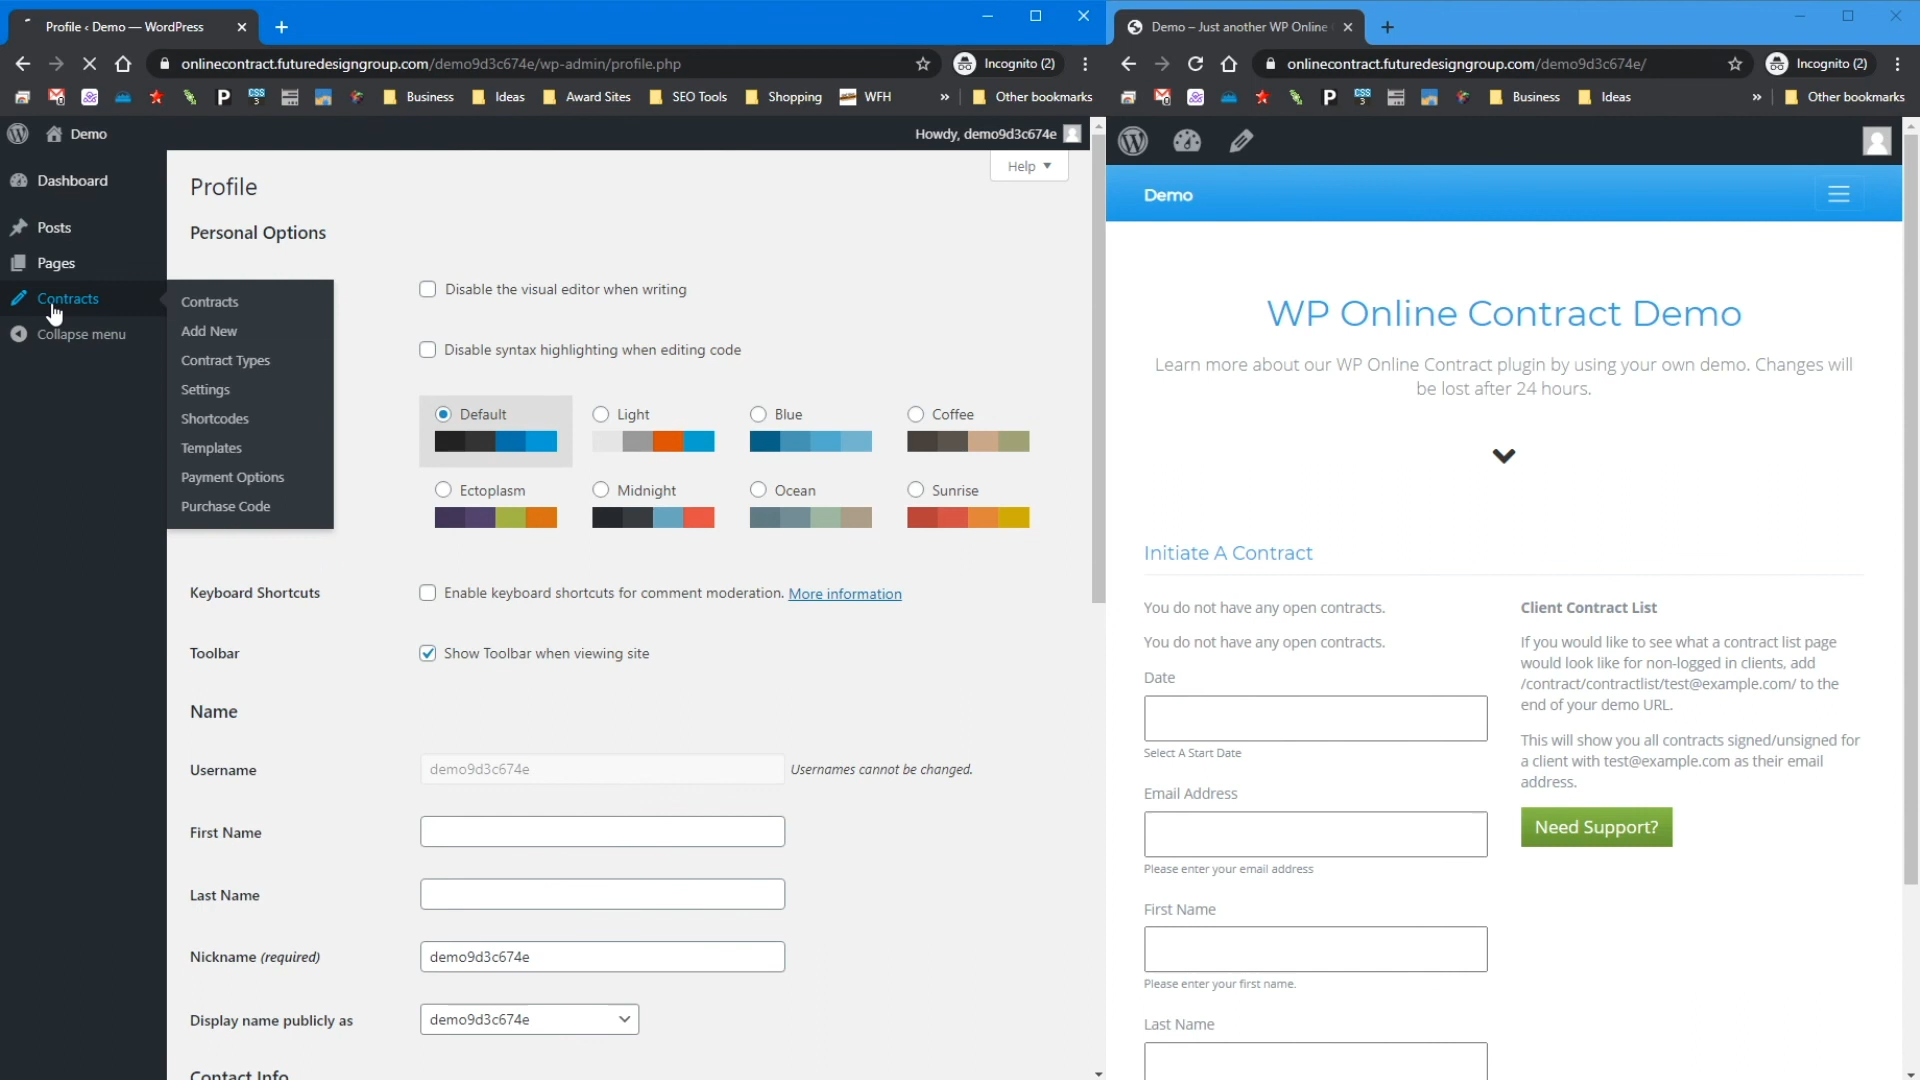 Profile ‹ Demo — WordPress
onlinecontract.futuredesigngroup.com/demo9d3c674e/wp-admin/profile.php
Incognito (2)
Business
Ideas
Award Sites
SEO Tools
Shopping
WFH
»
Other bookmarks
Demo
Howdy, demo9d3c674e
Dashboard
Posts
Pages
Contracts
Collapse menu
Contracts
Add New
Contract Types
Settings
Shortcodes
Templates
Payment Options
Purchase Code
Help
Profile
Personal Options
Disable the visual editor when writing
Disable syntax highlighting when editing code
Default
Light
Blue
Coffee
Ectoplasm
Midnight
Ocean
Sunrise
Keyboard Shortcuts
Enable keyboard shortcuts for comment moderation. More information
Toolbar
Show Toolbar when viewing site
Name
Username
demo9d3c674e
Usernames cannot be changed.
First Name
Last Name
Nickname (required)
demo9d3c674e
Display name publicly as
demo9d3c674e
Contact Info
Demo – Just another WP Online
onlinecontract.futuredesigngroup.com/demo9d3c674e/
Incognito (2)
Business
Ideas
»
Other bookmarks
Demo
WP Online Contract Demo
Learn more about our WP Online Contract plugin by using your own demo. Changes will
be lost after 24 hours.
Initiate A Contract
You do not have any open contracts.
You do not have any open contracts.
Date
Select A Start Date
Email Address
Please enter your email address
First Name
Please enter your first name.
Last Name
Client Contract List
If you would like to see what a contract list page
would look like for non-logged in clients, add
/contract/contractlist/test@example.com/ to the
end of your demo URL.
This will show you all contracts signed/unsigned for
a client with test@example.com as their email
address.
Need Support?